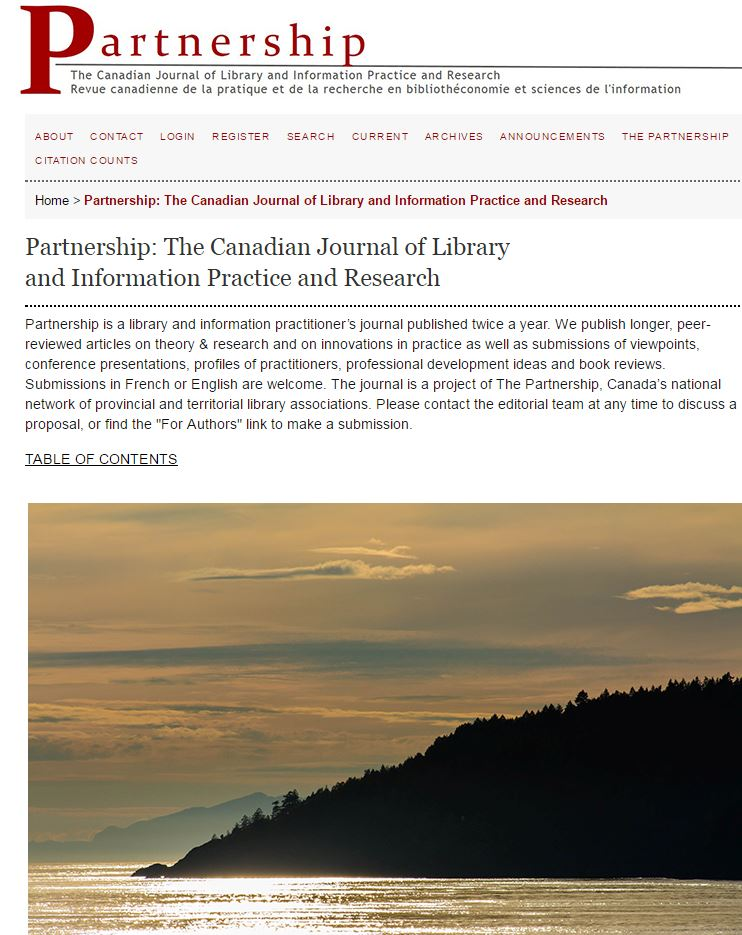 Partnership
The Canadian Journal of Library and Information Practice and Research
Revue canadienne de la pratique et de la recherche en bibliothéconomie et sciences de l'information
ABOUT CONTACT LOGIN REGISTER SEARCH CURRENT ARCHIVES ANNOUNCEMENTS THE PARTNERSHIP
CITATION COUNTS
Home > Partnership: The Canadian Journal of Library and Information Practice and Research
Partnership: The Canadian Journal of Library
and Information Practice and Research
Partnership is a library and information practitioner’s journal published twice a year. We publish longer, peer-
reviewed articles on theory & research and on innovations in practice as well as submissions of viewpoints,
conference presentations, profiles of practitioners, professional development ideas and book reviews.
Submissions in French or English are welcome. The journal is a project of The Partnership, Canada’s national
network of provincial and territorial library associations. Please contact the editorial team at any time to discuss a
proposal, or find the "For Authors" link to make a submission.
TABLE OF CONTENTS